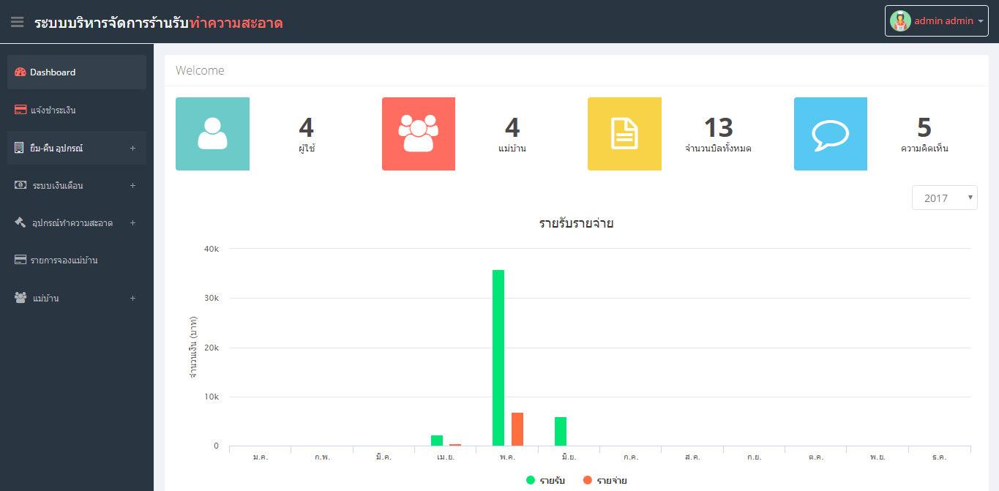 ระบบบริหารจัดการร้านรับทำความสะอาด
admin admin
Dashboard
แจ้งชำระเงิน
ยืม-คืน อุปกรณ์ +
ระบบเงินเดือน +
อุปกรณ์ทำความสะอาด +
รายการจองแม่บ้าน
แม่บ้าน +
Welcome
4
ผู้ใช้
4
แม่บ้าน
13
จำนวนบิลทั้งหมด
5
ความคิดเห็น
2017
รายรับรายจ่าย
จำนวนเงิน (บาท)
40k
30k
20k
10k
0
ม.ค. ก.พ. มี.ค. เม.ย. พ.ค. มิ.ย. ก.ค. ส.ค. ก.ย. ต.ค. พ.ย. ธ.ค.
รายรับ รายจ่าย